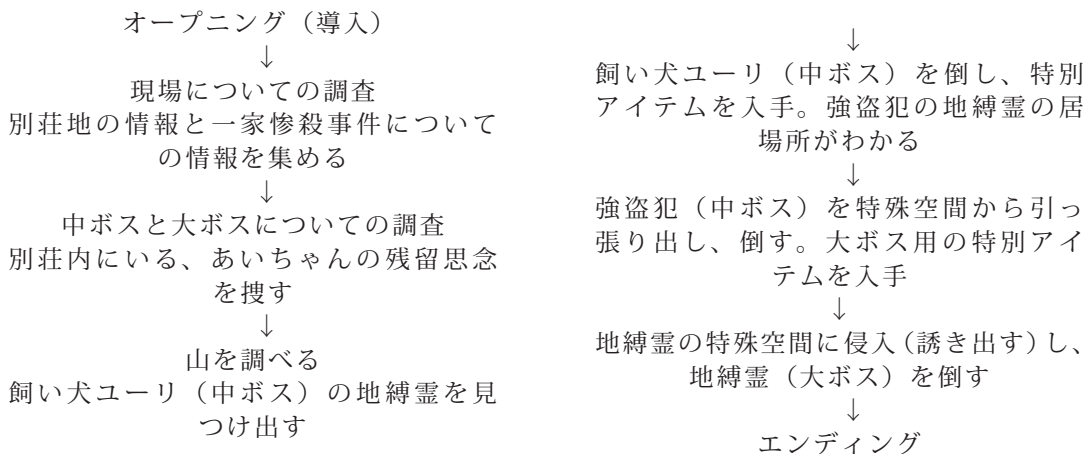 オープニング（導入）
↓
現場についての調査
別荘地の情報と一家惨殺事件について
の情報を集める
↓
中ボスと大ボスについての調査
別荘内にいる、あいちゃんの残留思念
を捜す
↓
山を調べる
飼い犬ユーリ（中ボス）の地縛霊を見
つけ出す
↓
飼い犬ユーリ（中ボス）を倒し、特別
アイテムを入手。強盗犯の地縛霊の居
場所がわかる
↓
強盗犯（中ボス）を特殊空間から引っ
張り出し、倒す。大ボス用の特別アイ
テムを入手
↓
地縛霊の特殊空間に侵入（誘き出す）し、
地縛霊（大ボス）を倒す
↓
エンディング